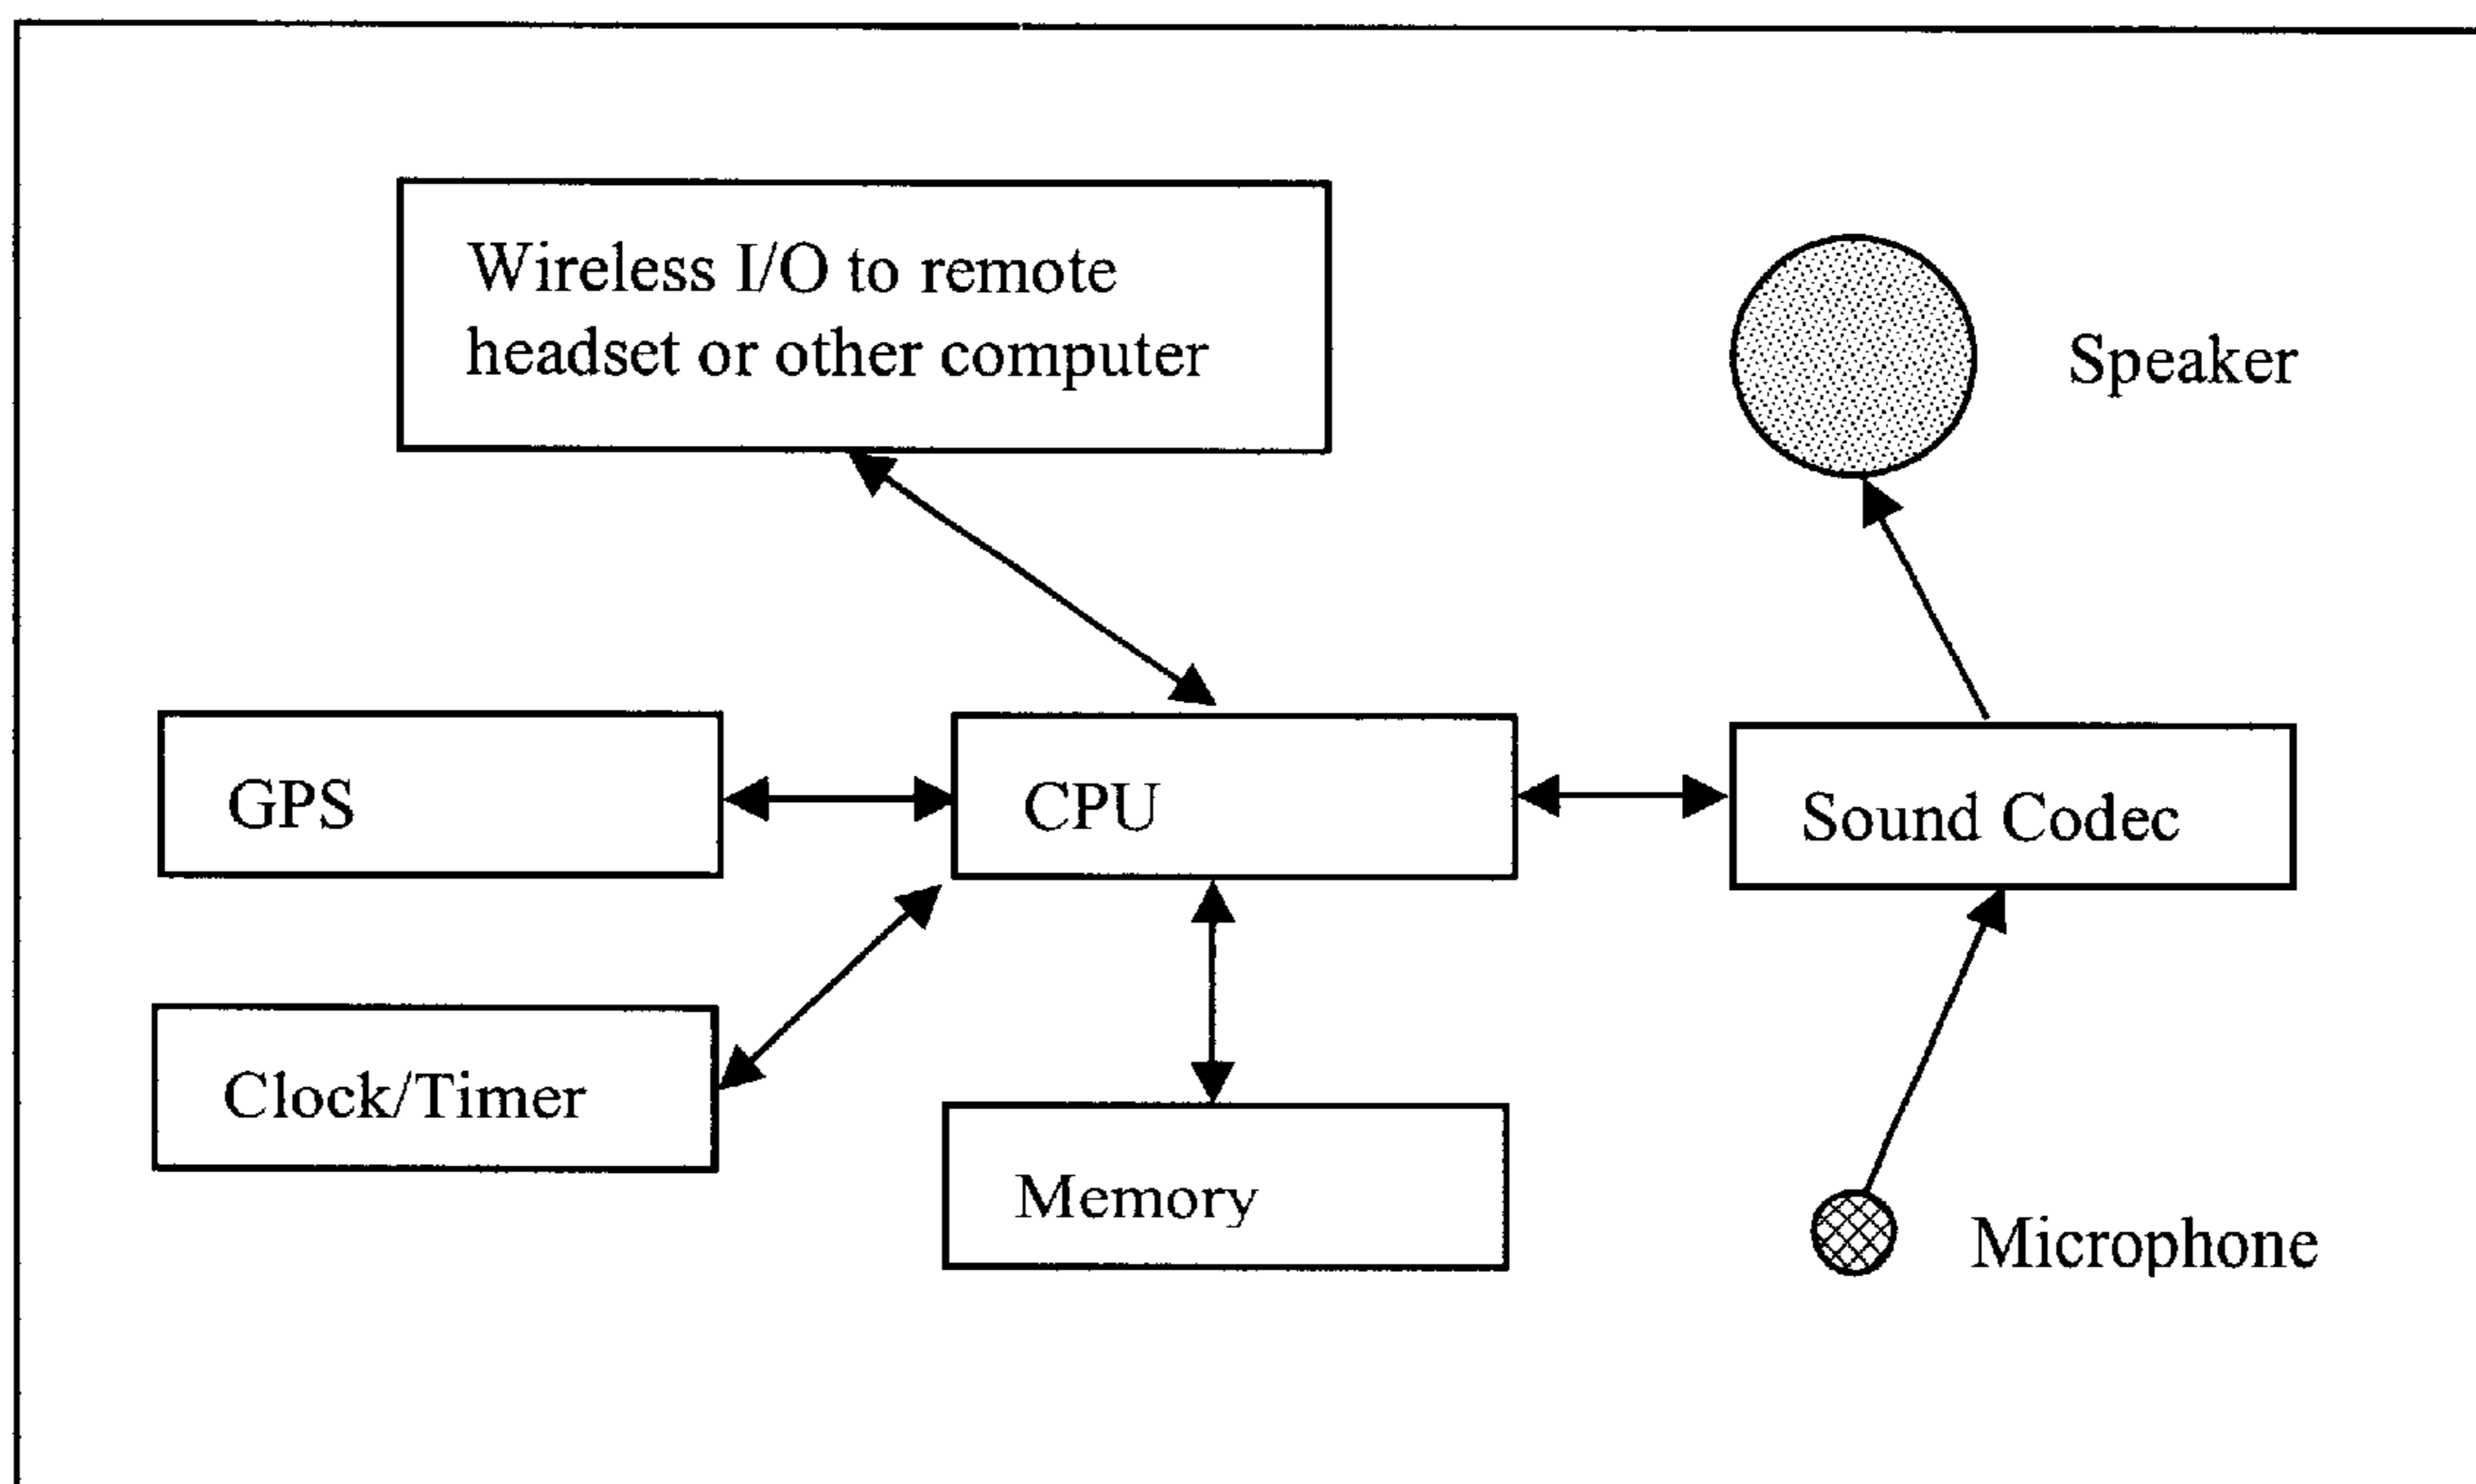 Wireless I/O to remote
headset or other computer
Speaker
GPS
CPU
Sound Codec
Clock/Timer
Memory
Microphone